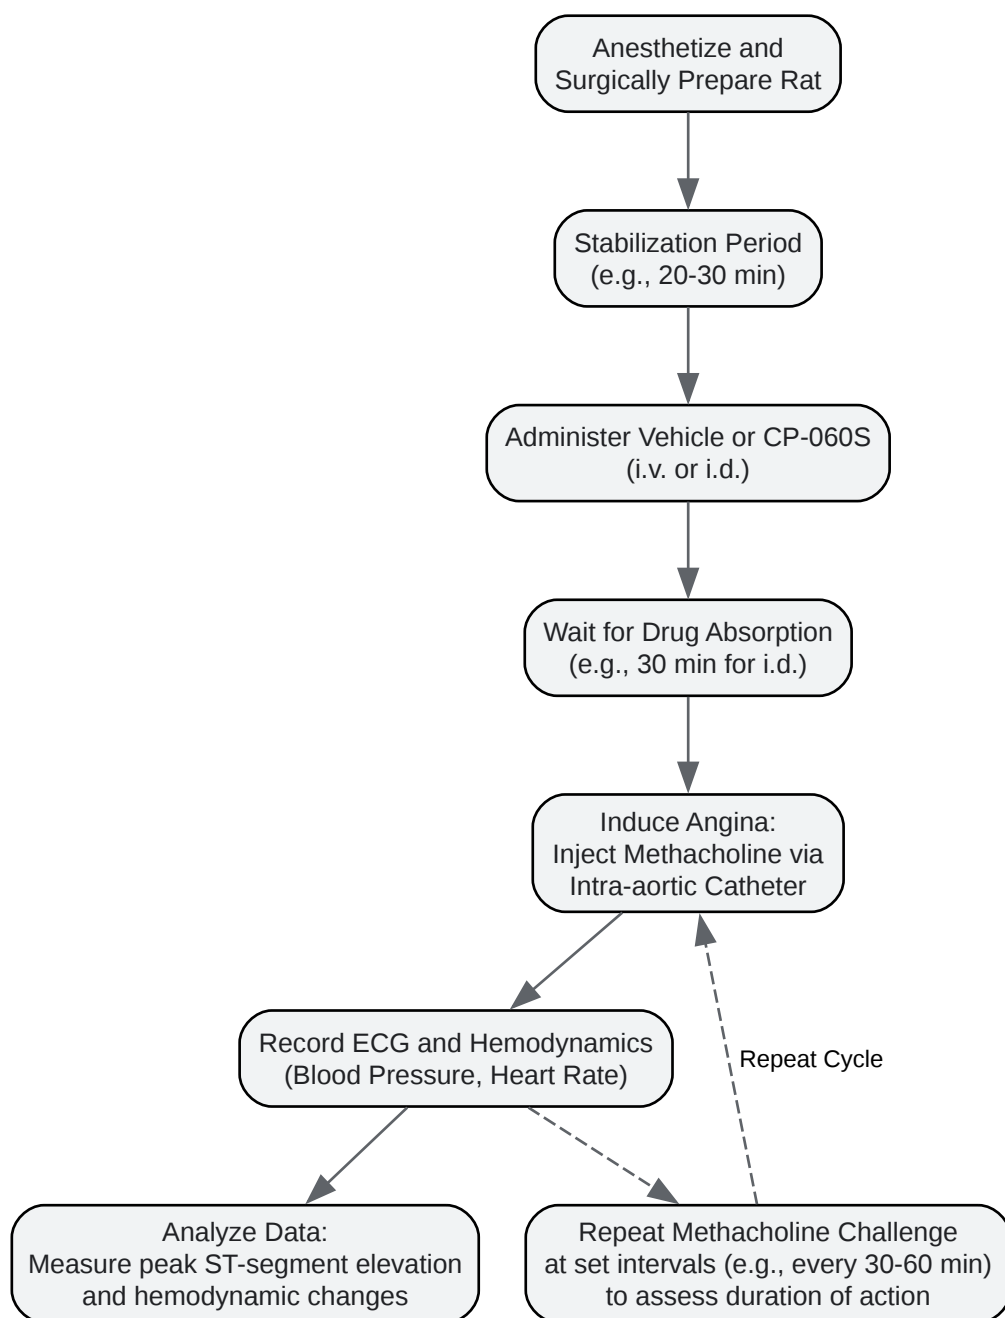 Anesthetize and
Surgically Prepare Rat
Stabilization Period
(e.g., 20-30 min)
Administer Vehicle or CP-060S
(i.v. or i.d.)
Wait for Drug Absorption
(e.g., 30 min for i.d.)
Induce Angina:
Inject Methacholine via
Intra-aortic Catheter
Record ECG and Hemodynamics
(Blood Pressure, Heart Rate)
Repeat Cycle
Analyze Data:
Measure peak ST-segment elevation
and hemodynamic changes
Repeat Methacholine Challenge
at set intervals (e.g., every 30-60 min)
to assess duration of action